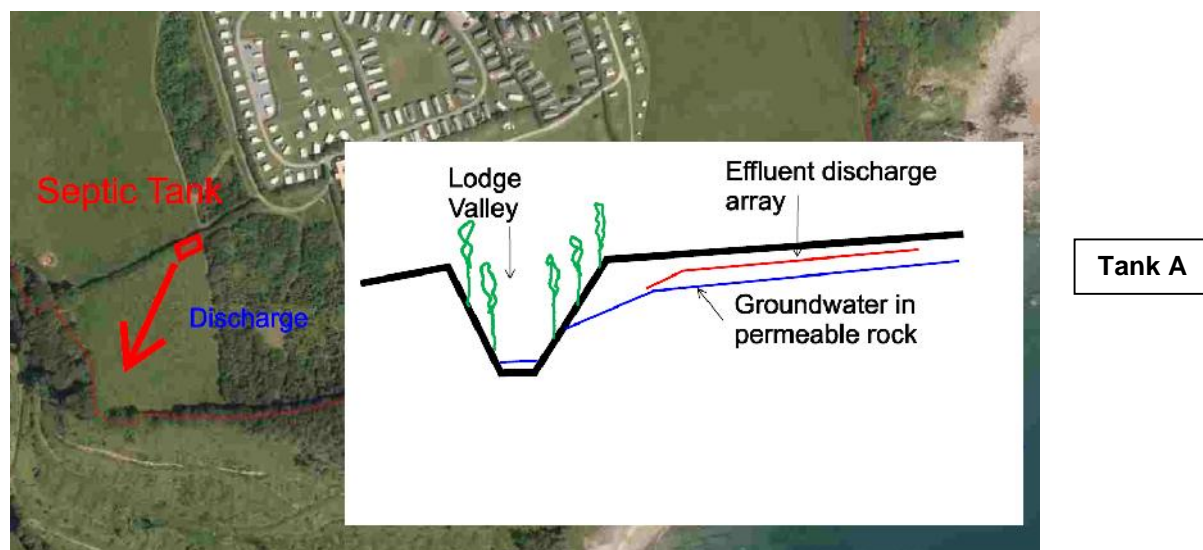 Septic Tank
Discharge
Lodge
Valley
Effluent discharge
array
Groundwater in
permeable rock
Tank A